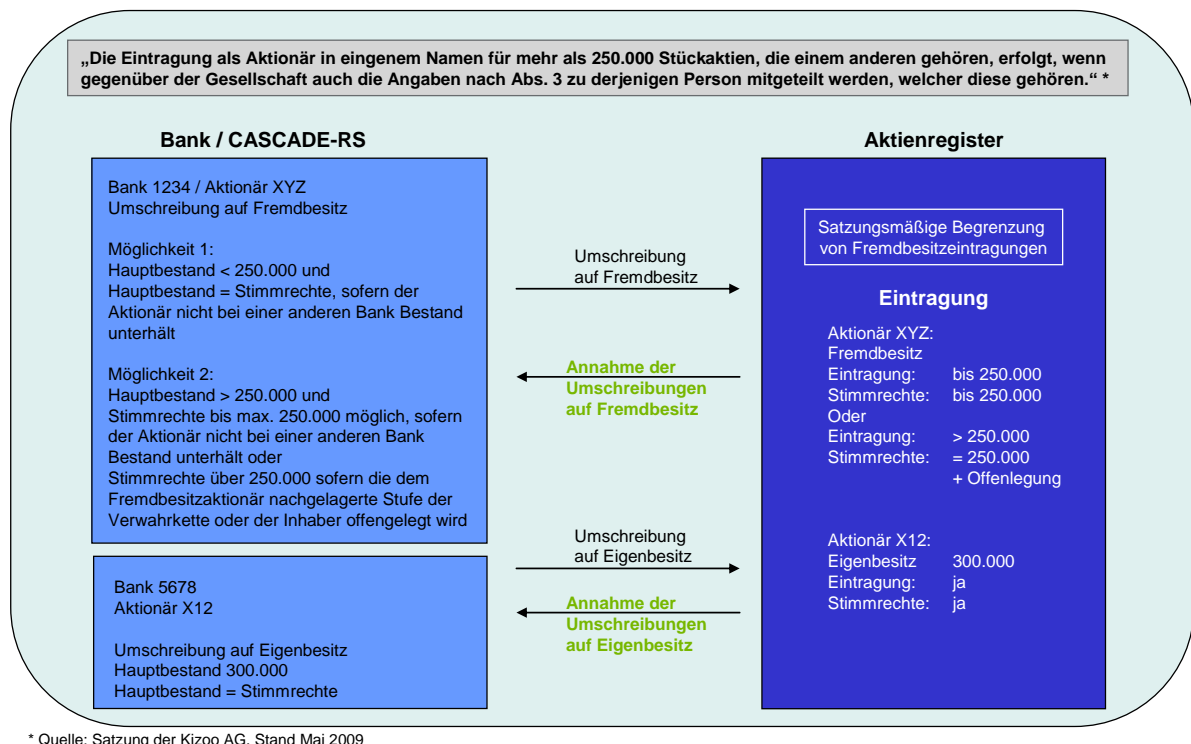 „Die Eintragung als Aktionär in eingenem Namen für mehr als 250.000 Stückaktien, die einem anderen gehören, erfolgt, wenn
gegenüber der Gesellschaft auch die Angaben nach Abs. 3 zu derjenigen Person mitgeteilt werden, welcher diese gehören.“ *
Bank / CASCADE-RS
Bank 1234 / Aktionär XYZ
Umschreibung auf Fremdbesitz
Möglichkeit 1:
Hauptbestand < 250.000 und
Hauptbestand = Stimmrechte, sofern der
Aktionär nicht bei einer anderen Bank Bestand
unterhält
Möglichkeit 2:
Hauptbestand > 250.000 und
Stimmrechte bis max. 250.000 möglich, sofern
der Aktionär nicht bei einer anderen Bank
Bestand unterhält oder
Stimmrechte über 250.000 sofern die dem
Fremdbesitzaktionär nachgelagerte Stufe der
Verwahrkette oder der Inhaber offengelegt wird
Bank 5678
Aktionär X12
Umschreibung auf Eigenbesitz
Hauptbestand 300.000
Hauptbestand = Stimmrechte
Umschreibung
auf Fremdbesitz
Annahme der
Umschreibungen
auf Fremdbesitz
Umschreibung
auf Eigenbesitz
Annahme der
Umschreibungen
auf Eigenbesitz
Aktienregister
Satzungsmäßige Begrenzung
von Fremdbesitzeintragungen
Eintragung
Aktionär XYZ:
Fremdbesitz
Eintragung: bis 250.000
Stimmrechte: bis 250.000
Oder
Eintragung: > 250.000
Stimmrechte: = 250.000
+ Offenlegung
Aktionär X12:
Eigenbesitz 300.000
Eintragung: ja
Stimmrechte: ja
* Quelle: Satzung der Kizoo AG, Stand Mai 2009